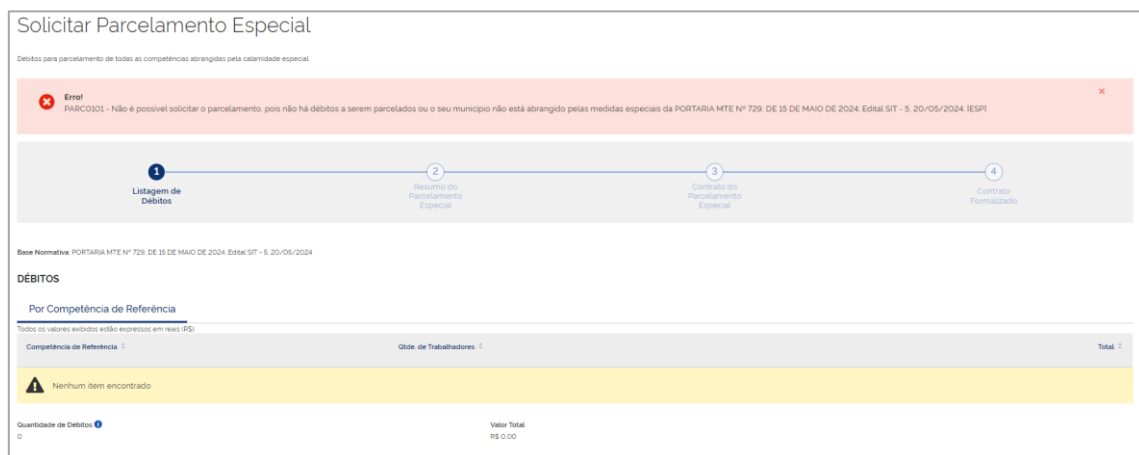 Solicitar Parcelamento Especial
Débitos para parcelamento de todas as competências abrangidas pela calamidade especial
Erro!
PARC0101 - Não é possível solicitar o parcelamento, pois não há débitos a serem parcelados ou o seu município não está abrangido pelas medidas especiais da PORTARIA MTE Nº 729, DE 15 DE MAIO DE 2024; Edital SIT - 5, 20/05/2024. [ESP]
1
2
3
4
Listagem de
Débitos
Resumo do
Parcelamento
Especial
Contrato do
Parcelamento
Especial
Contrato
Formalizado
Base Normativa: PORTARIA MTE Nº 729, DE 15 DE MAIO DE 2024; Edital SIT - 5, 20/05/2024
DÉBITOS
Por Competência de Referência
Todos os valores exibidos estão expressos em reais (R$)
Competência de Referência
Qtde. de Trabalhadores
Total
Nenhum item encontrado
Quantidade de Débitos
0
Valor Total
R$ 0,00